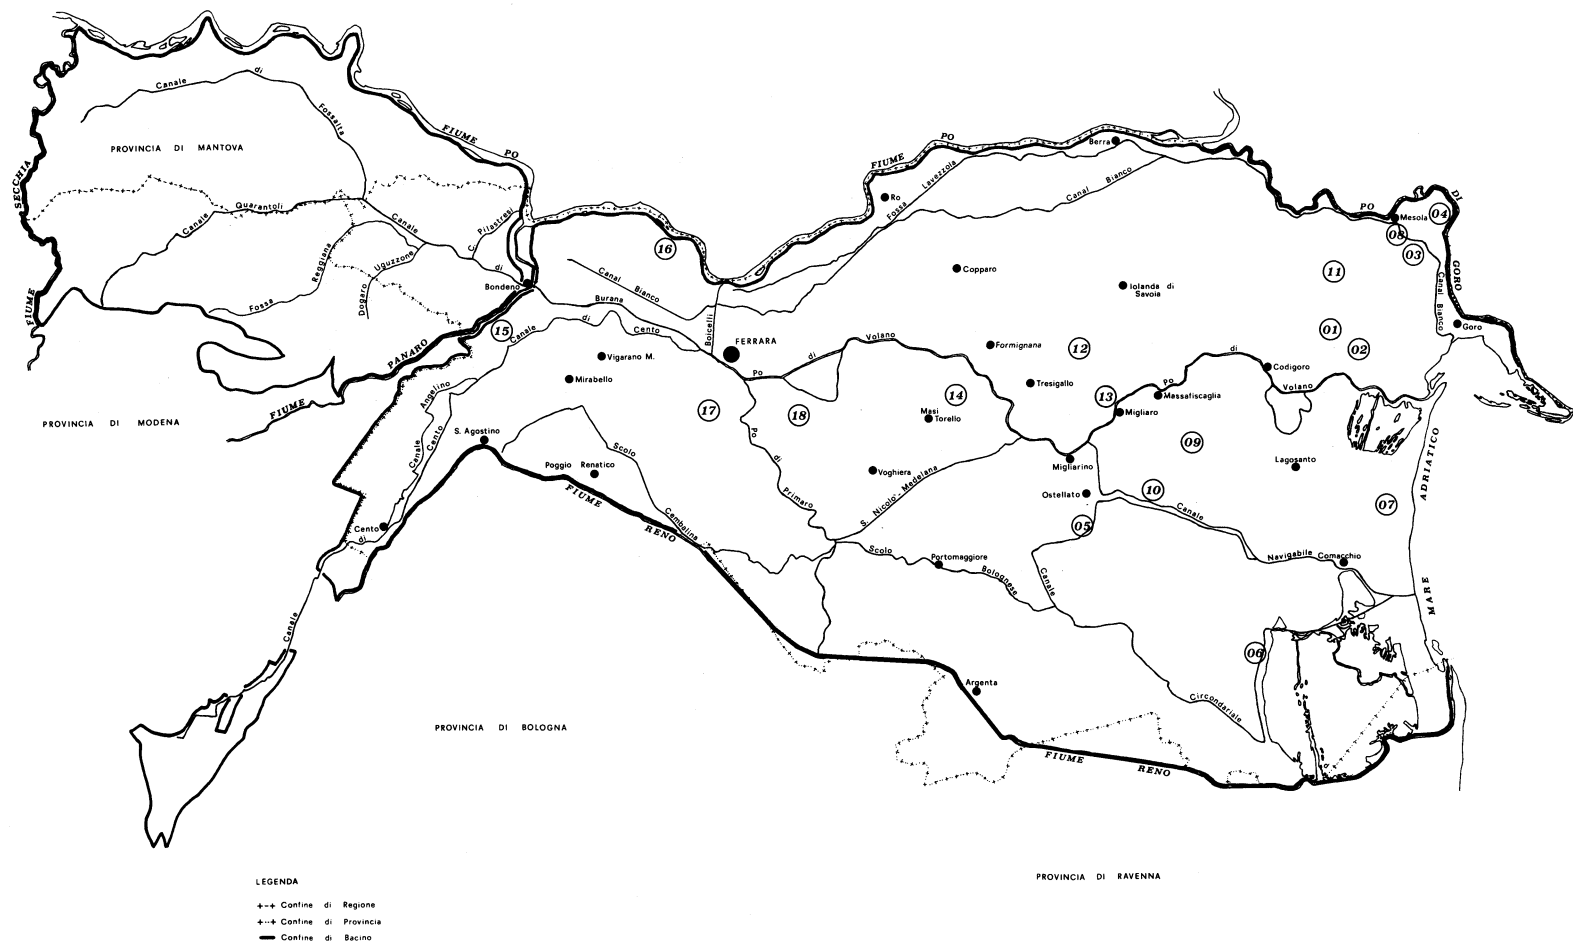 Canale di Fossalta
PROVINCIA DI MANTOVA
FIUME SECCHIA
FIUME PO
Canale Quarantoli
Canale di
C. Pilastresi
Fossa Reggiana
Dogaro Uguzzone
Bondeno
FIUME PANARO
PROVINCIA DI MODENA
15
16
Canal Bianco
Burana
Canale di Cento
Boicelli
FERRARA
Vigarano M.
Mirabello
Canale Angelino
Canale Cento
S. Agostino
Poggio Renatico
Scolo Cembalina
FIUME RENO
Cento
di
Canale
PROVINCIA DI BOLOGNA
17
18
Po di Volano
Po di Primaro
FIUME PO
Ro
Fossa Lavezzola
Canal Bianco
Berra
Copparo
Iolanda di
Savoia
Formignana
Tresigallo
12
13
14
Masi
Torello
Voghiera
Migliaro
Massafiscaglia
Migliarino
Ostellato
S. Nicolo'-Medelana
Scolo Bolognese
Portomaggiore
Canale Circondariale
Argenta
FIUME RENO
Po di Volano
Codigoro
Lagosanto
09
10
05
06
07
Canale Navigabile
Comacchio
PO DI GORO
Mesola
04
08
03
11
01
02
Canal Bianco
Goro
MARE ADRIATICO
PROVINCIA DI RAVENNA
LEGENDA
Confine di Regione
Confine di Provincia
Confine di Bacino